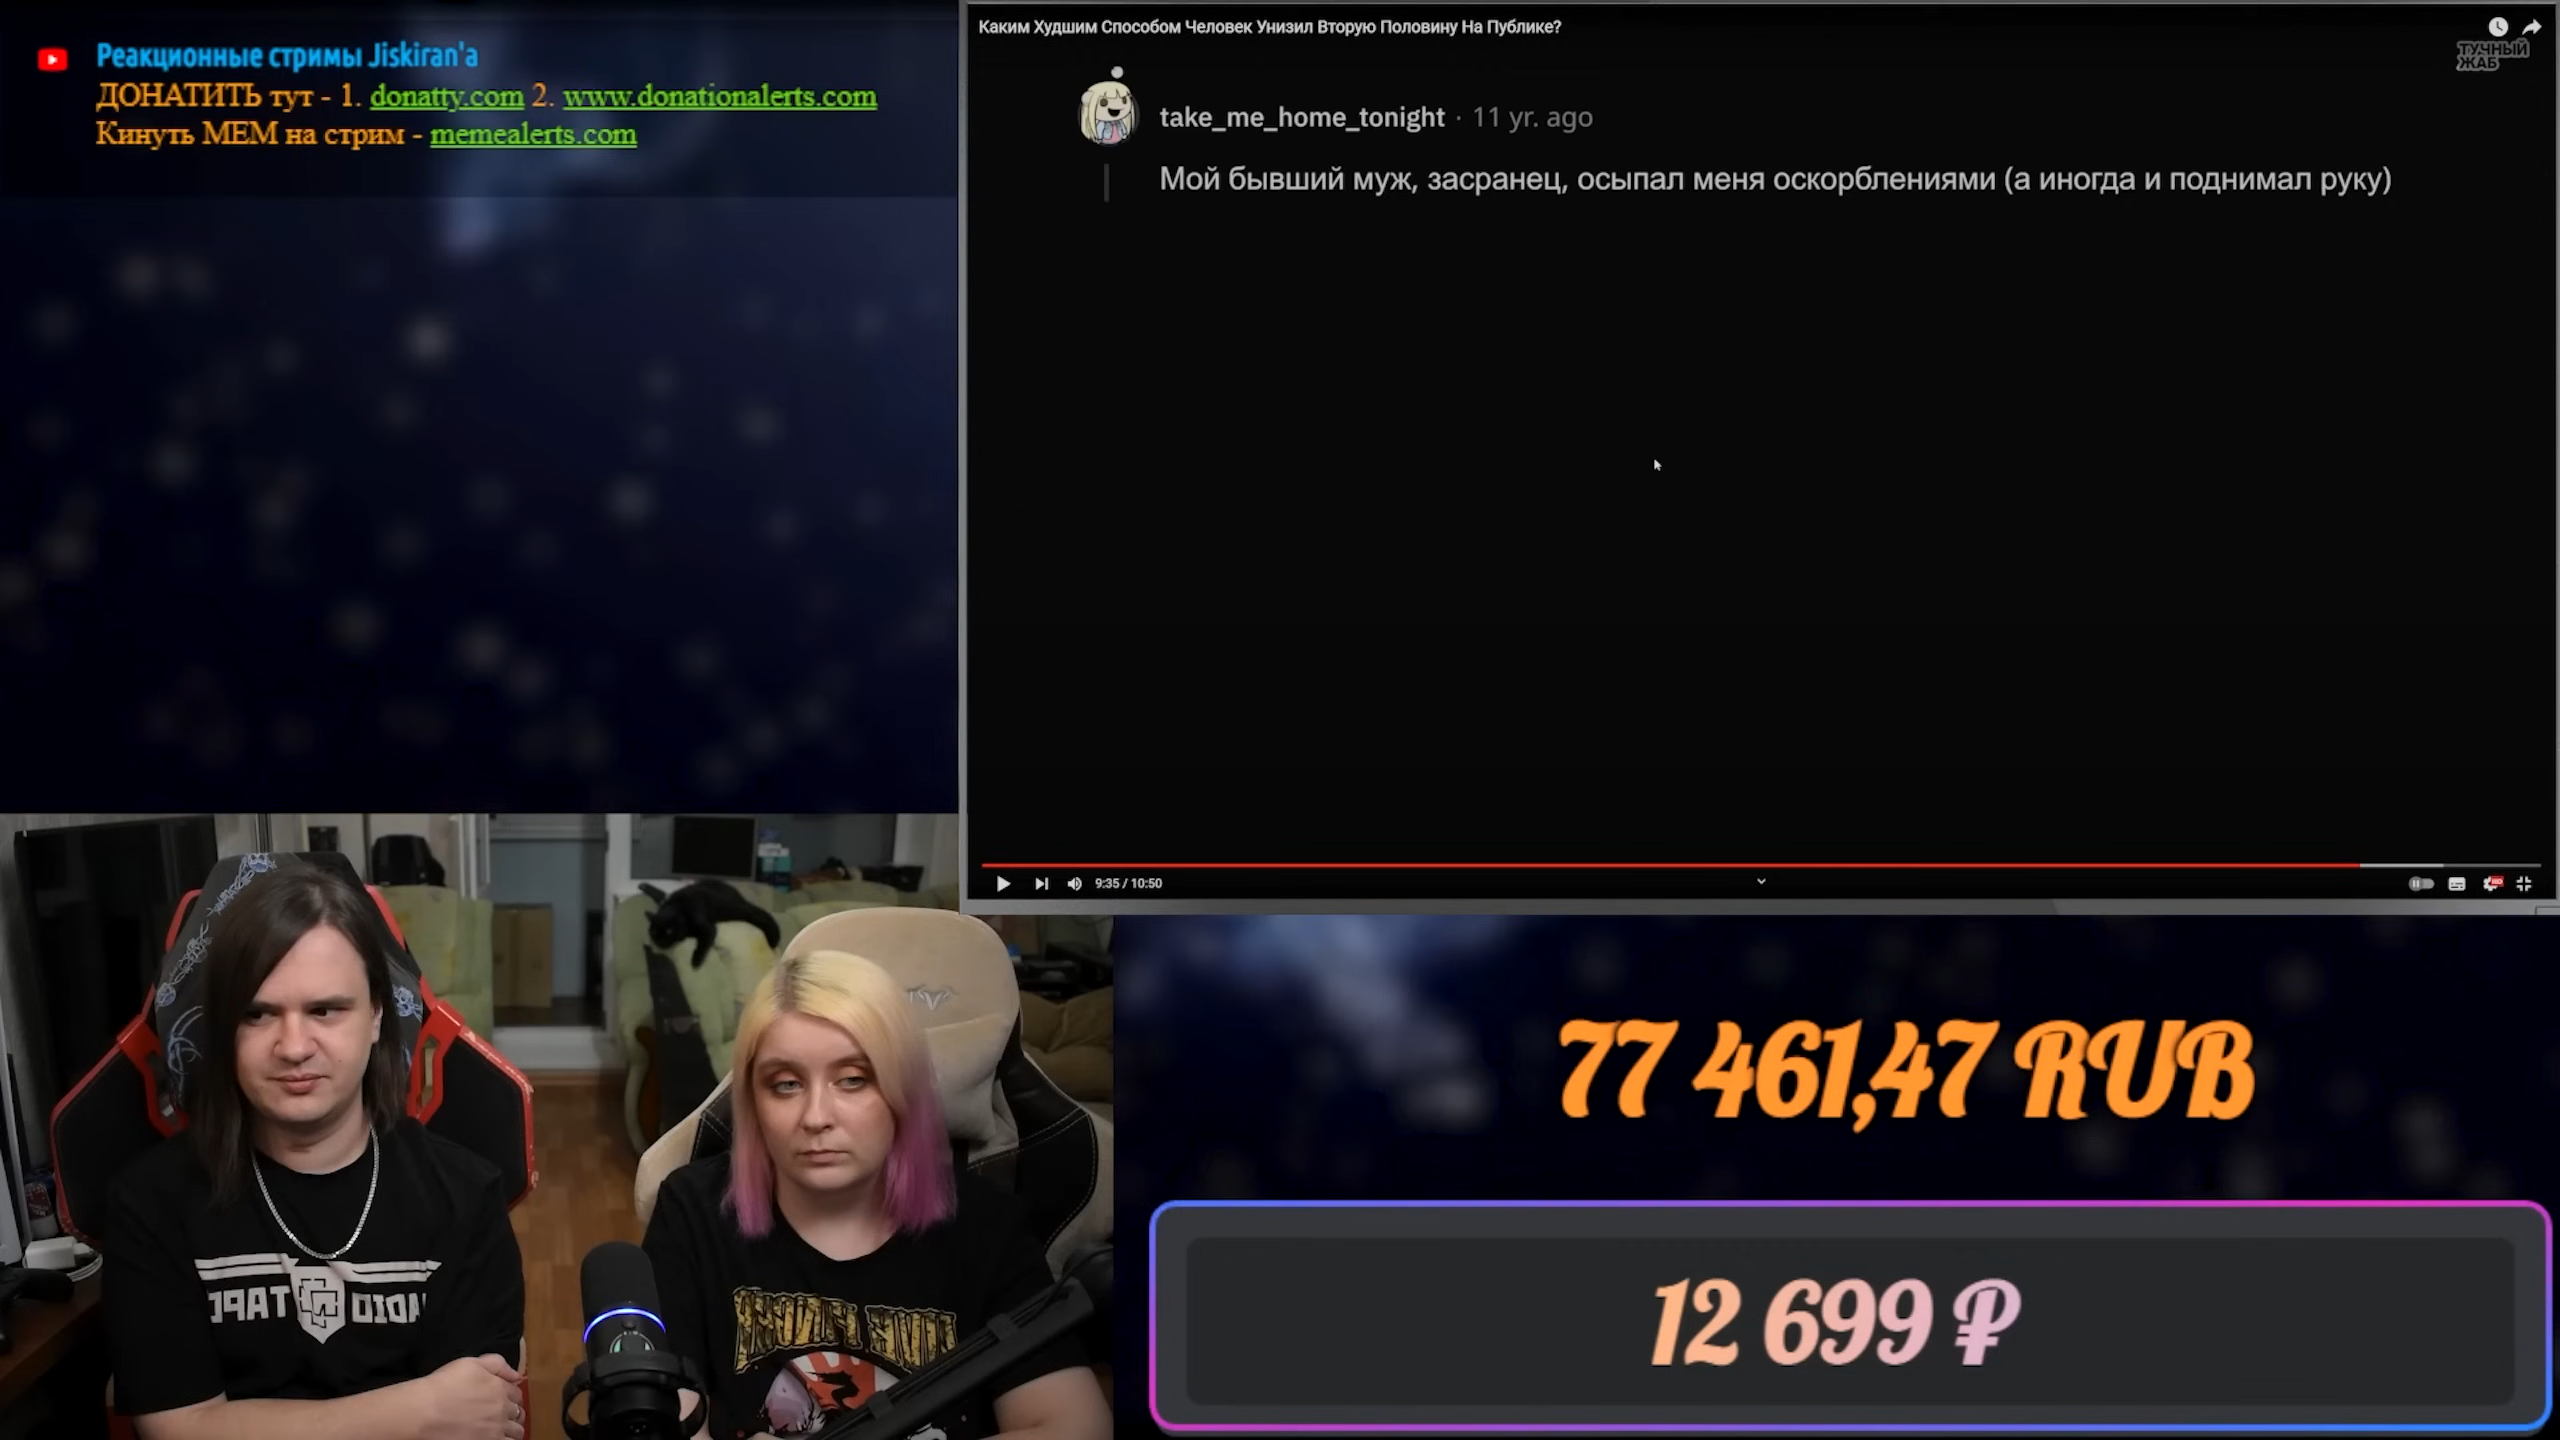 Реакционные стримы Jiskiran'a
ДОНАТИТЬ тут - 1. donatty.com 2. www.donationalerts.com
Кинуть МЕМ на стрим - memealerts.com
Каким Худшим Способом Человек Унизил Вторую Половину На Публике?
ТУЧНЫЙ
ЖАБ
take_me_home_tonight · 11 yr. ago
Мой бывший муж, засранец, осыпал меня оскорблениями (а иногда и поднимал руку)
9:35 / 10:50
HD
77 461,47 RUB
12 699 ₽